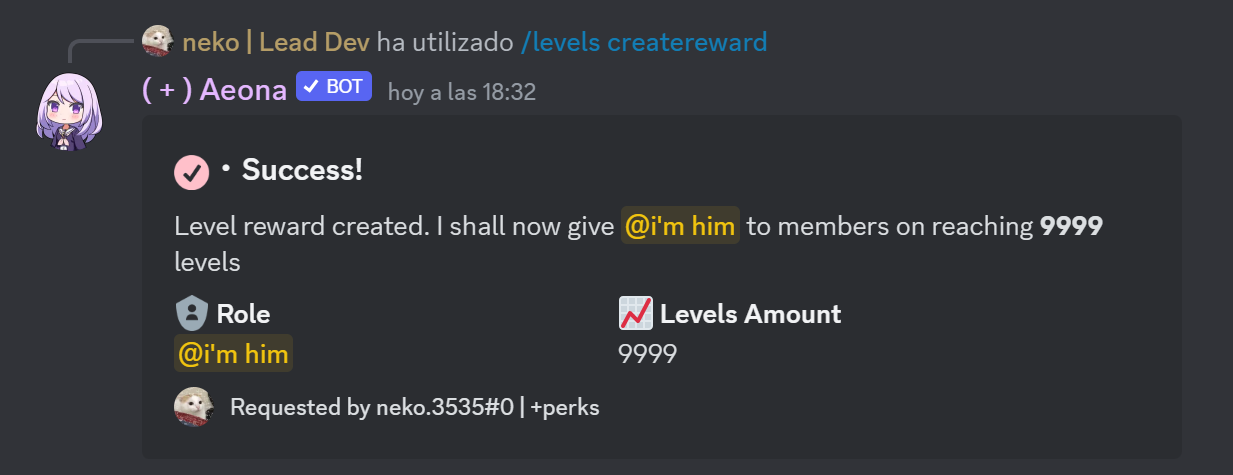 neko | Lead Dev ha utilizado /levels createreward
( + ) Aeona ✓ BOT hoy a las 18:32
• Success!
Level reward created. I shall now give @i'm him to members on reaching 9999
levels
Role
Levels Amount
@i'm him
9999
Requested by neko.3535#0 | +perks